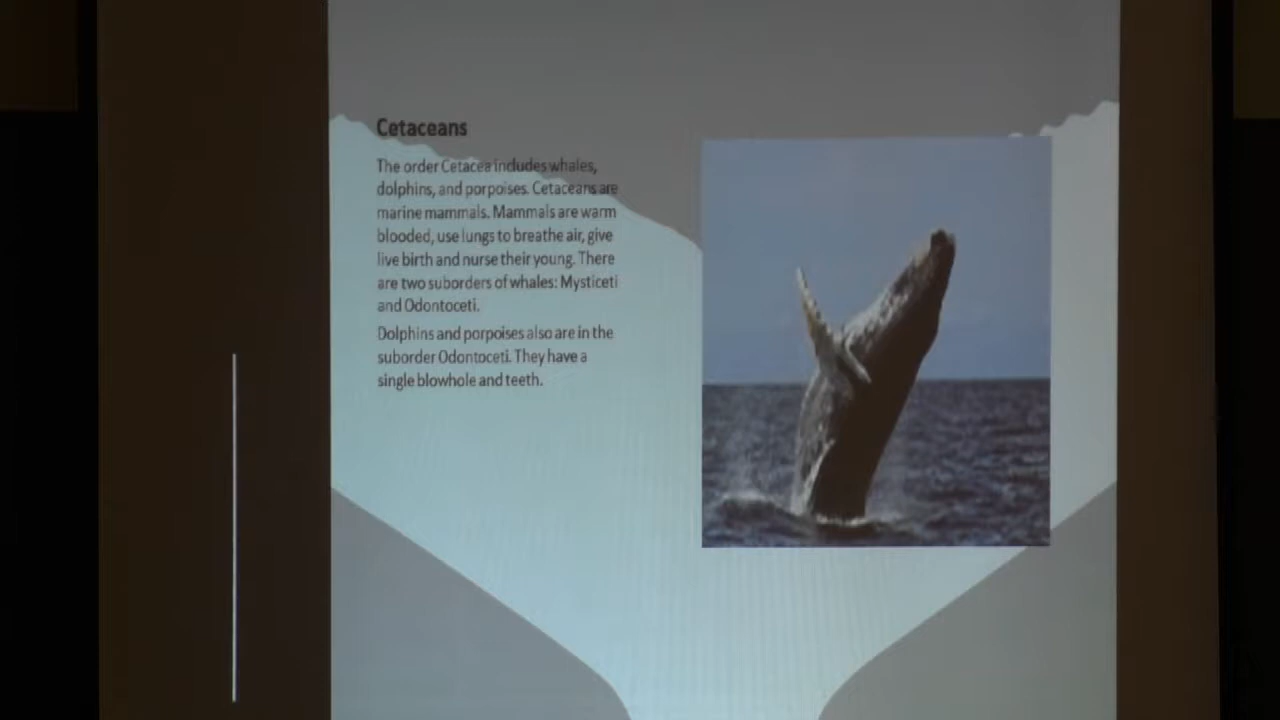 Cetaceans
The order Cetacea includes whales,
dolphins, and porpoises. Cetaceans are
marine mammals. Mammals are warm
blooded, use lungs to breathe air, give
live birth and nurse their young. There
are two suborders of whales: Mysticeti
and Odontoceti.
Dolphins and porpoises also are in the
suborder Odontoceti. They have a
single blowhole and teeth.